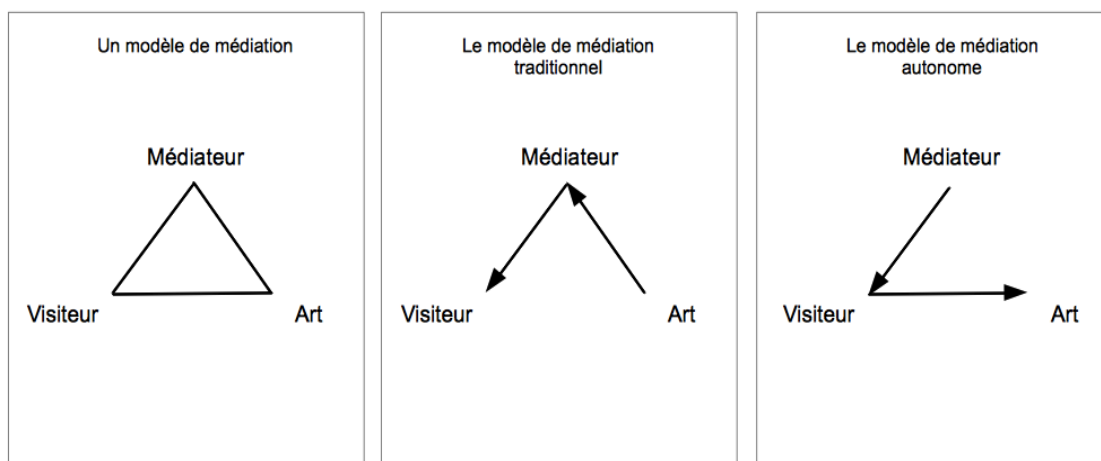 Un modèle de médiation
Médiateur
Visiteur
Art
Le modèle de médiation
traditionnel
Médiateur
Visiteur
Art
Le modèle de médiation
autonome
Médiateur
Visiteur
Art